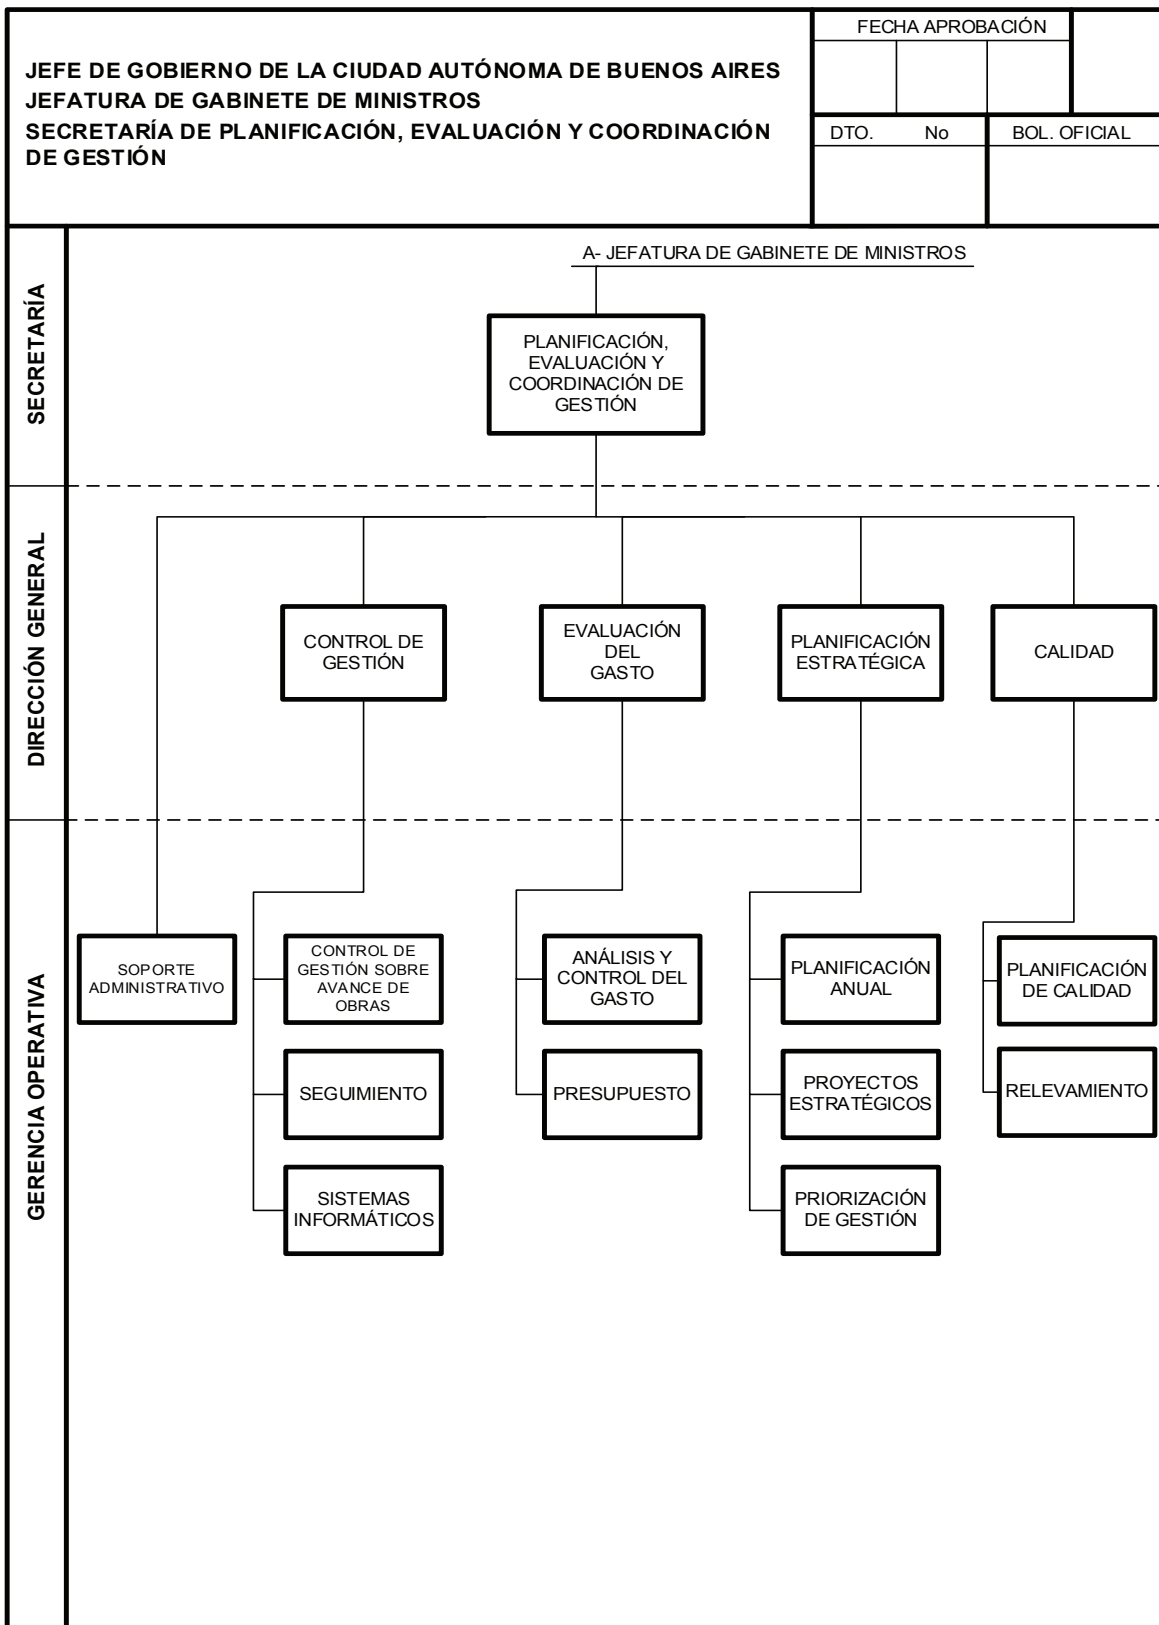 JEFE DE GOBIERNO DE LA CIUDAD AUTÓNOMA DE BUENOS AIRES
JEFATURA DE GABINETE DE MINISTROS
SECRETARÍA DE PLANIFICACIÓN, EVALUACIÓN Y COORDINACIÓN
DE GESTIÓN
FECHA APROBACIÓN
DTO. No
BOL. OFICIAL
SECRETARÍA
A- JEFATURA DE GABINETE DE MINISTROS
PLANIFICACIÓN,
EVALUACIÓN Y
COORDINACIÓN DE
GESTIÓN
DIRECCIÓN GENERAL
CONTROL DE
GESTIÓN
EVALUACIÓN
DEL
GASTO
PLANIFICACIÓN
ESTRATÉGICA
CALIDAD
GERENCIA OPERATIVA
SOPORTE
ADMINISTRATIVO
CONTROL DE
GESTIÓN SOBRE
AVANCE DE
OBRAS
ANÁLISIS Y
CONTROL DEL
GASTO
PLANIFICACIÓN
ANUAL
PLANIFICACIÓN
DE CALIDAD
SEGUIMIENTO
PRESUPUESTO
PROYECTOS
ESTRATÉGICOS
RELEVAMIENTO
SISTEMAS
INFORMÁTICOS
PRIORIZACIÓN
DE GESTIÓN